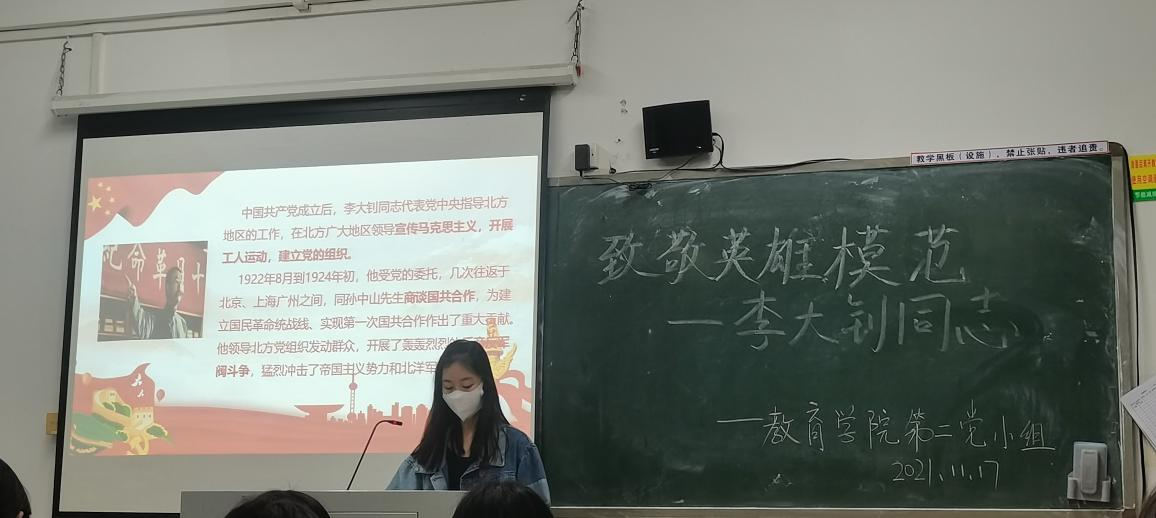 中国共产党成立后，李大钊同志代表党中央指导北方
地区的工作，在北方广大地区领导宣传马克思主义，开展
工人运动，建立党的组织。
1922年8月到1924年初，他受党的委托，几次往返于
北京、上海广州之间，同孙中山先生商谈国共合作，为建
立国民革命统战线、实现第一次国共合作作出了重大贡献。
他领导北方党组织发动群众，开展了轰轰烈烈的
阀斗争，猛烈冲击了帝国主义势力和北洋军
教学黑板（设施），禁止张贴，违者追责。
致敬英雄模范
—李大钊同志
—教育学院第二党小组
2021.11.17